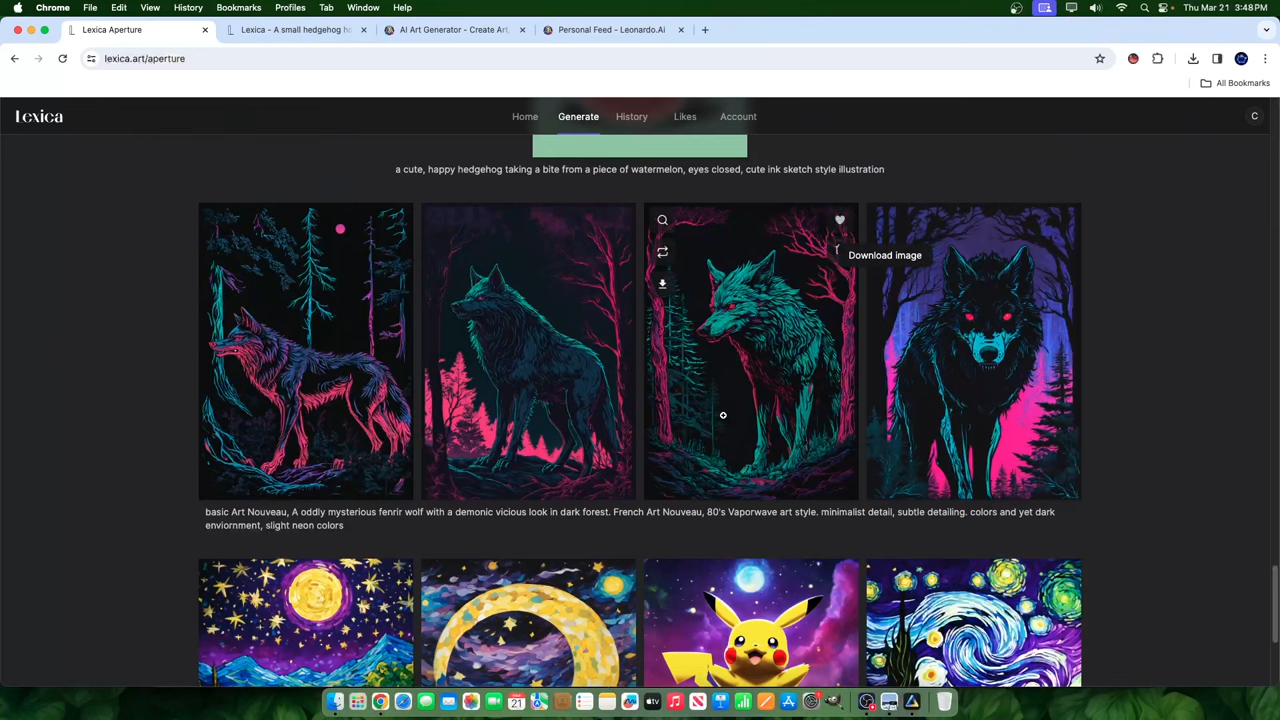 Chrome File Edit View History Bookmarks Profiles Tab Window Help Thu Mar 21 3:48 PM
Lexica Aperture
Lexica - A small hedgehog h
AI Art Generator - Create Art,
Personal Feed - Leonardo.Ai
lexica.art/aperture
All Bookmarks
Lexica Home Generate History Likes Account C
a cute, happy hedgehog taking a bite from a piece of watermelon, eyes closed, cute ink sketch style illustration
Download image
basic Art Nouveau, A oddly mysterious fenrir wolf with a demonic vicious look in dark forest. French Art Nouveau, 80's Vaporwave art style. minimalist detail, subtle detailing. colors and yet dark
enviornment, slight neon colors
21